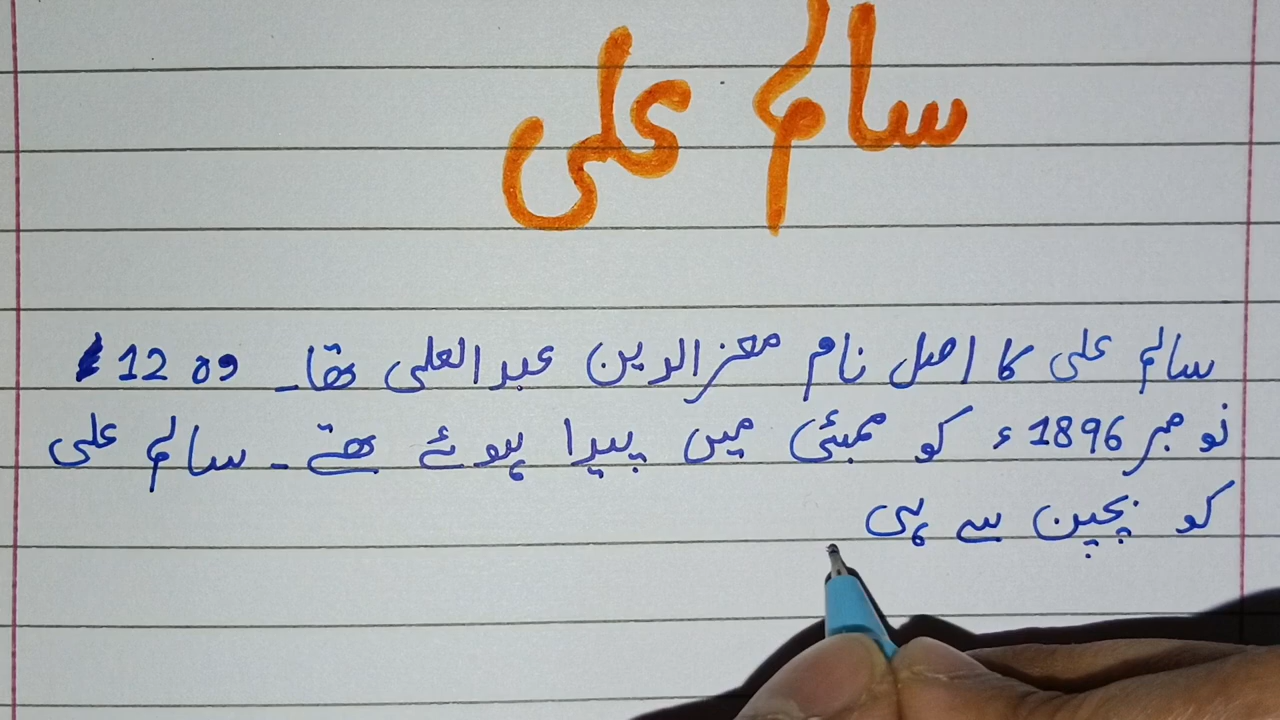 سالم علی
سالم علی کا اصل نام معزالدین عبدالعلی تھا۔ وہ 12
نومبر 1896ء کو ممبئی میں پیدا ہوئے تھے۔ سالم علی
کو بچپن سے ہی